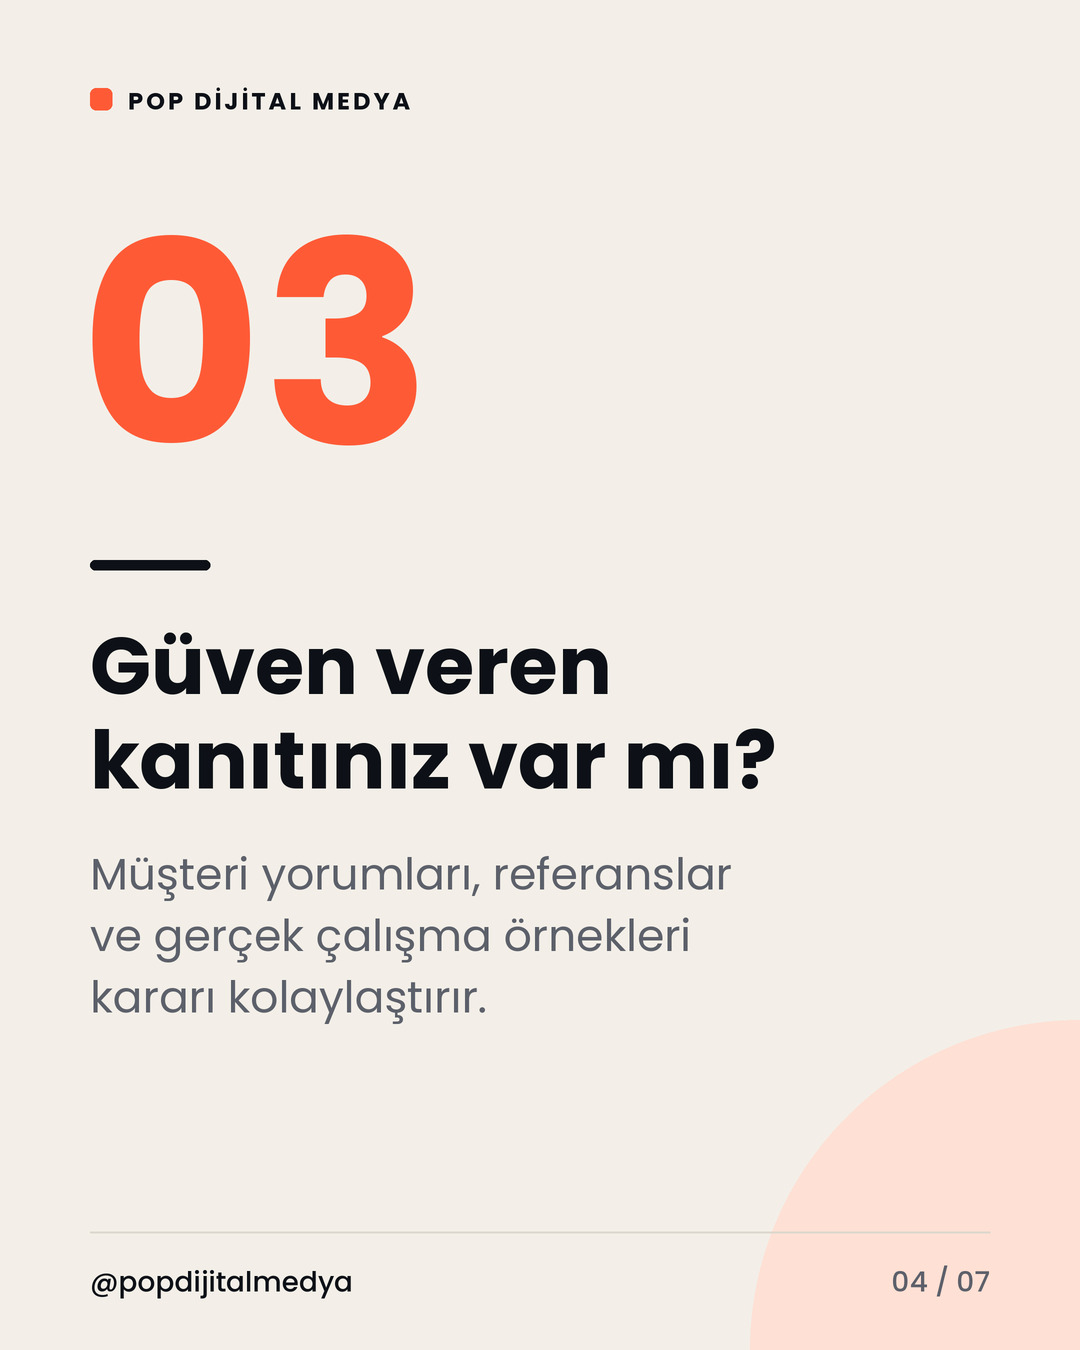 POP DİJİTAL MEDYA
03
Güven veren
kanıtınız var mı?
Müşteri yorumları, referanslar
ve gerçek çalışma örnekleri
kararı kolaylaştırır.
@popdijitalmedya
04 / 07